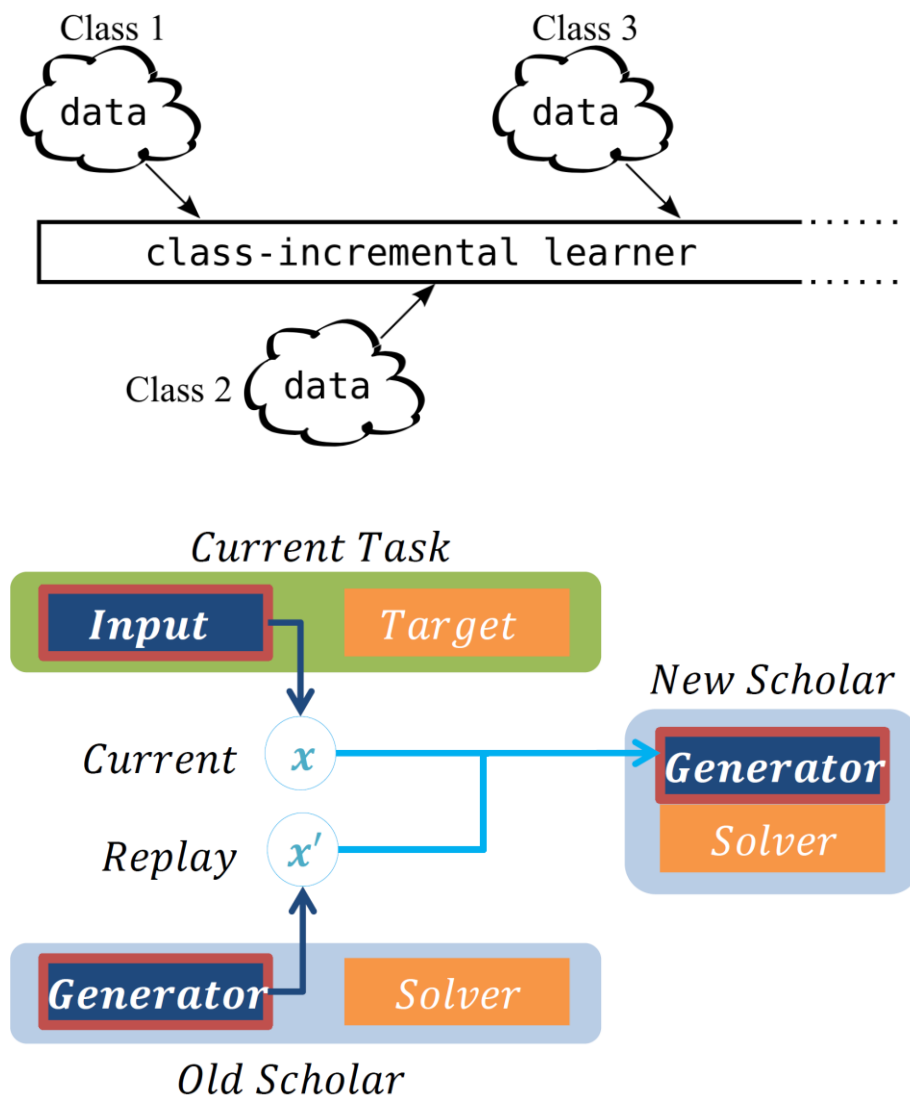 Class 1
Class 3
data
data
class-incremental learner
Class 2
data
Current Task
Input
Target
New Scholar
Current
x
Generator
Replay
x′
Solver
Generator
Solver
Old Scholar